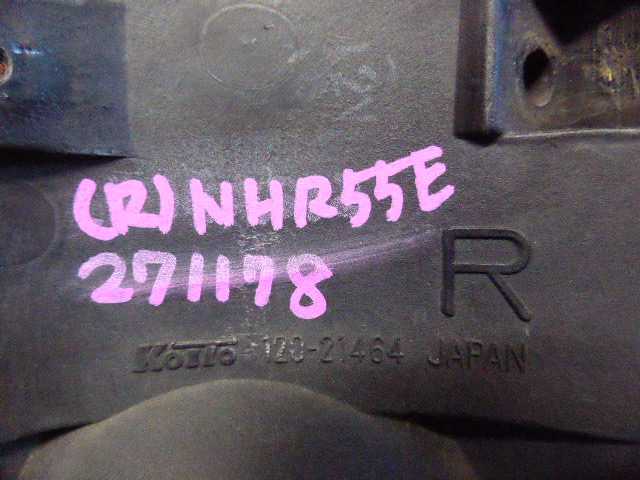 (R)NHR55E
271178
R
KOITO 120-21464 JAPAN